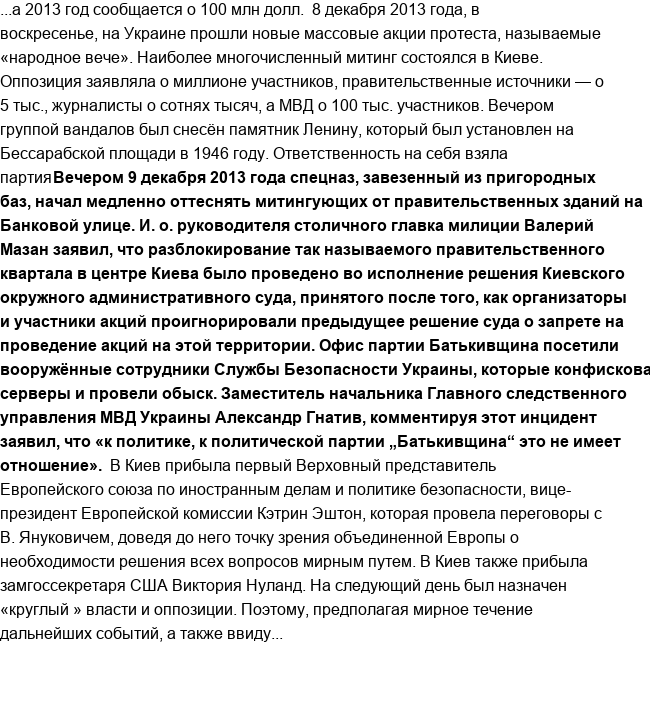 ...а 2013 год сообщается о 100 млн долл.  8 декабря 2013 года, в
воскресенье, на Украине прошли новые массовые акции протеста, называемые
«народное вече». Наиболее многочисленный митинг состоялся в Киеве.
Оппозиция заявляла о миллионе участников, правительственные источники — о
5 тыс., журналисты о сотнях тысяч, а МВД о 100 тыс. участников. Вечером
группой вандалов был снесён памятник Ленину, который был установлен на
Бессарабской площади в 1946 году. Ответственность на себя взяла
партияВечером 9 декабря 2013 года спецназ, завезенный из пригородных
баз, начал медленно оттеснять митингующих от правительственных зданий на
Банковой улице. И. о. руководителя столичного главка милиции Валерий
Мазан заявил, что разблокирование так называемого правительственного
квартала в центре Киева было проведено во исполнение решения Киевского
окружного административного суда, принятого после того, как организаторы
и участники акций проигнорировали предыдущее решение суда о запрете на
проведение акций на этой территории. Офис партии Батькивщина посетили
вооружённые сотрудники Службы Безопасности Украины, которые конфискова
серверы и провели обыск. Заместитель начальника Главного следственного
управления МВД Украины Александр Гнатив, комментируя этот инцидент
заявил, что «к политике, к политической партии „Батькивщина“ это не имеет
отношение».  В Киев прибыла первый Верховный представитель
Европейского союза по иностранным делам и политике безопасности, вице-
президент Европейской комиссии Кэтрин Эштон, которая провела переговоры с
В. Януковичем, доведя до него точку зрения объединенной Европы о
необходимости решения всех вопросов мирным путем. В Киев также прибыла
замгоссекретаря США Виктория Нуланд. На следующий день был назначен
«круглый » власти и оппозиции. Поэтому, предполагая мирное течение
дальнейших событий, а также ввиду...